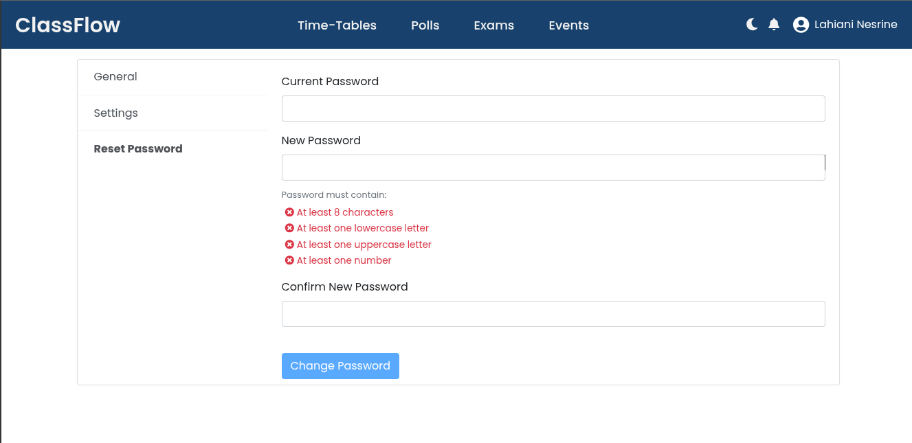 ClassFlow
Time-Tables Polls Exams Events
Lahiani Nesrine
General
Settings
Reset Password
Current Password
New Password
Password must contain:
At least 8 characters
At least one lowercase letter
At least one uppercase letter
At least one number
Confirm New Password
Change Password